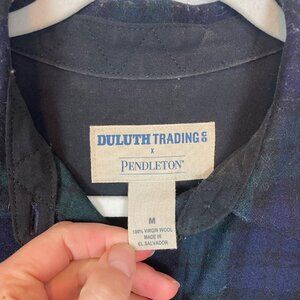 DULUTH TRADING CO
X
PENDLETON®
M
100% VIRGIN WOOL
MADE IN
EL SALVADOR